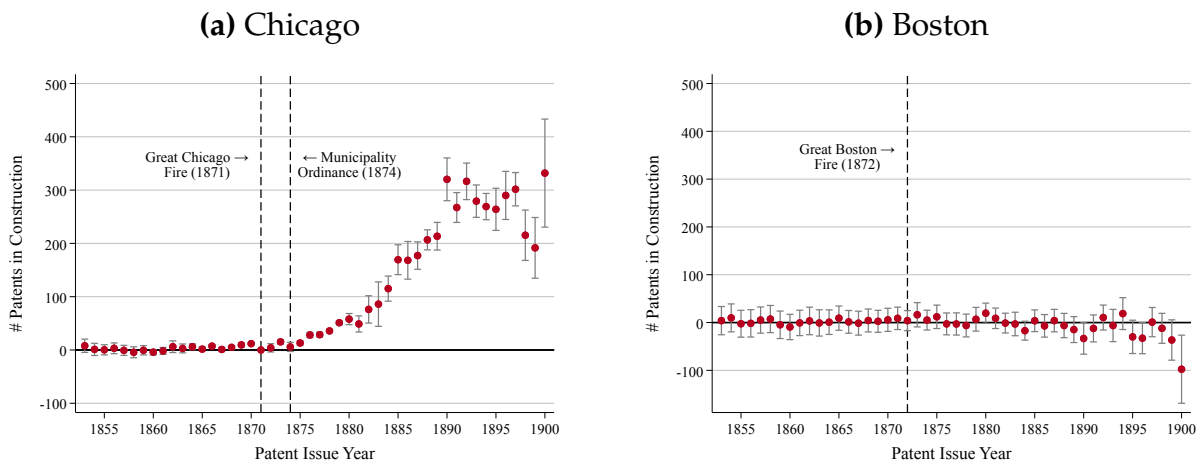 (a) Chicago
500
400
300
200
100
0
-100
# Patents in Construction
Great Chicago →
Fire (1871)
← Municipality
Ordinance (1874)
1855 1860 1865 1870 1875 1880 1885 1890 1895 1900
Patent Issue Year
(b) Boston
500
400
300
200
100
0
-100
# Patents in Construction
Great Boston →
Fire (1872)
1855 1860 1865 1870 1875 1880 1885 1890 1895 1900
Patent Issue Year